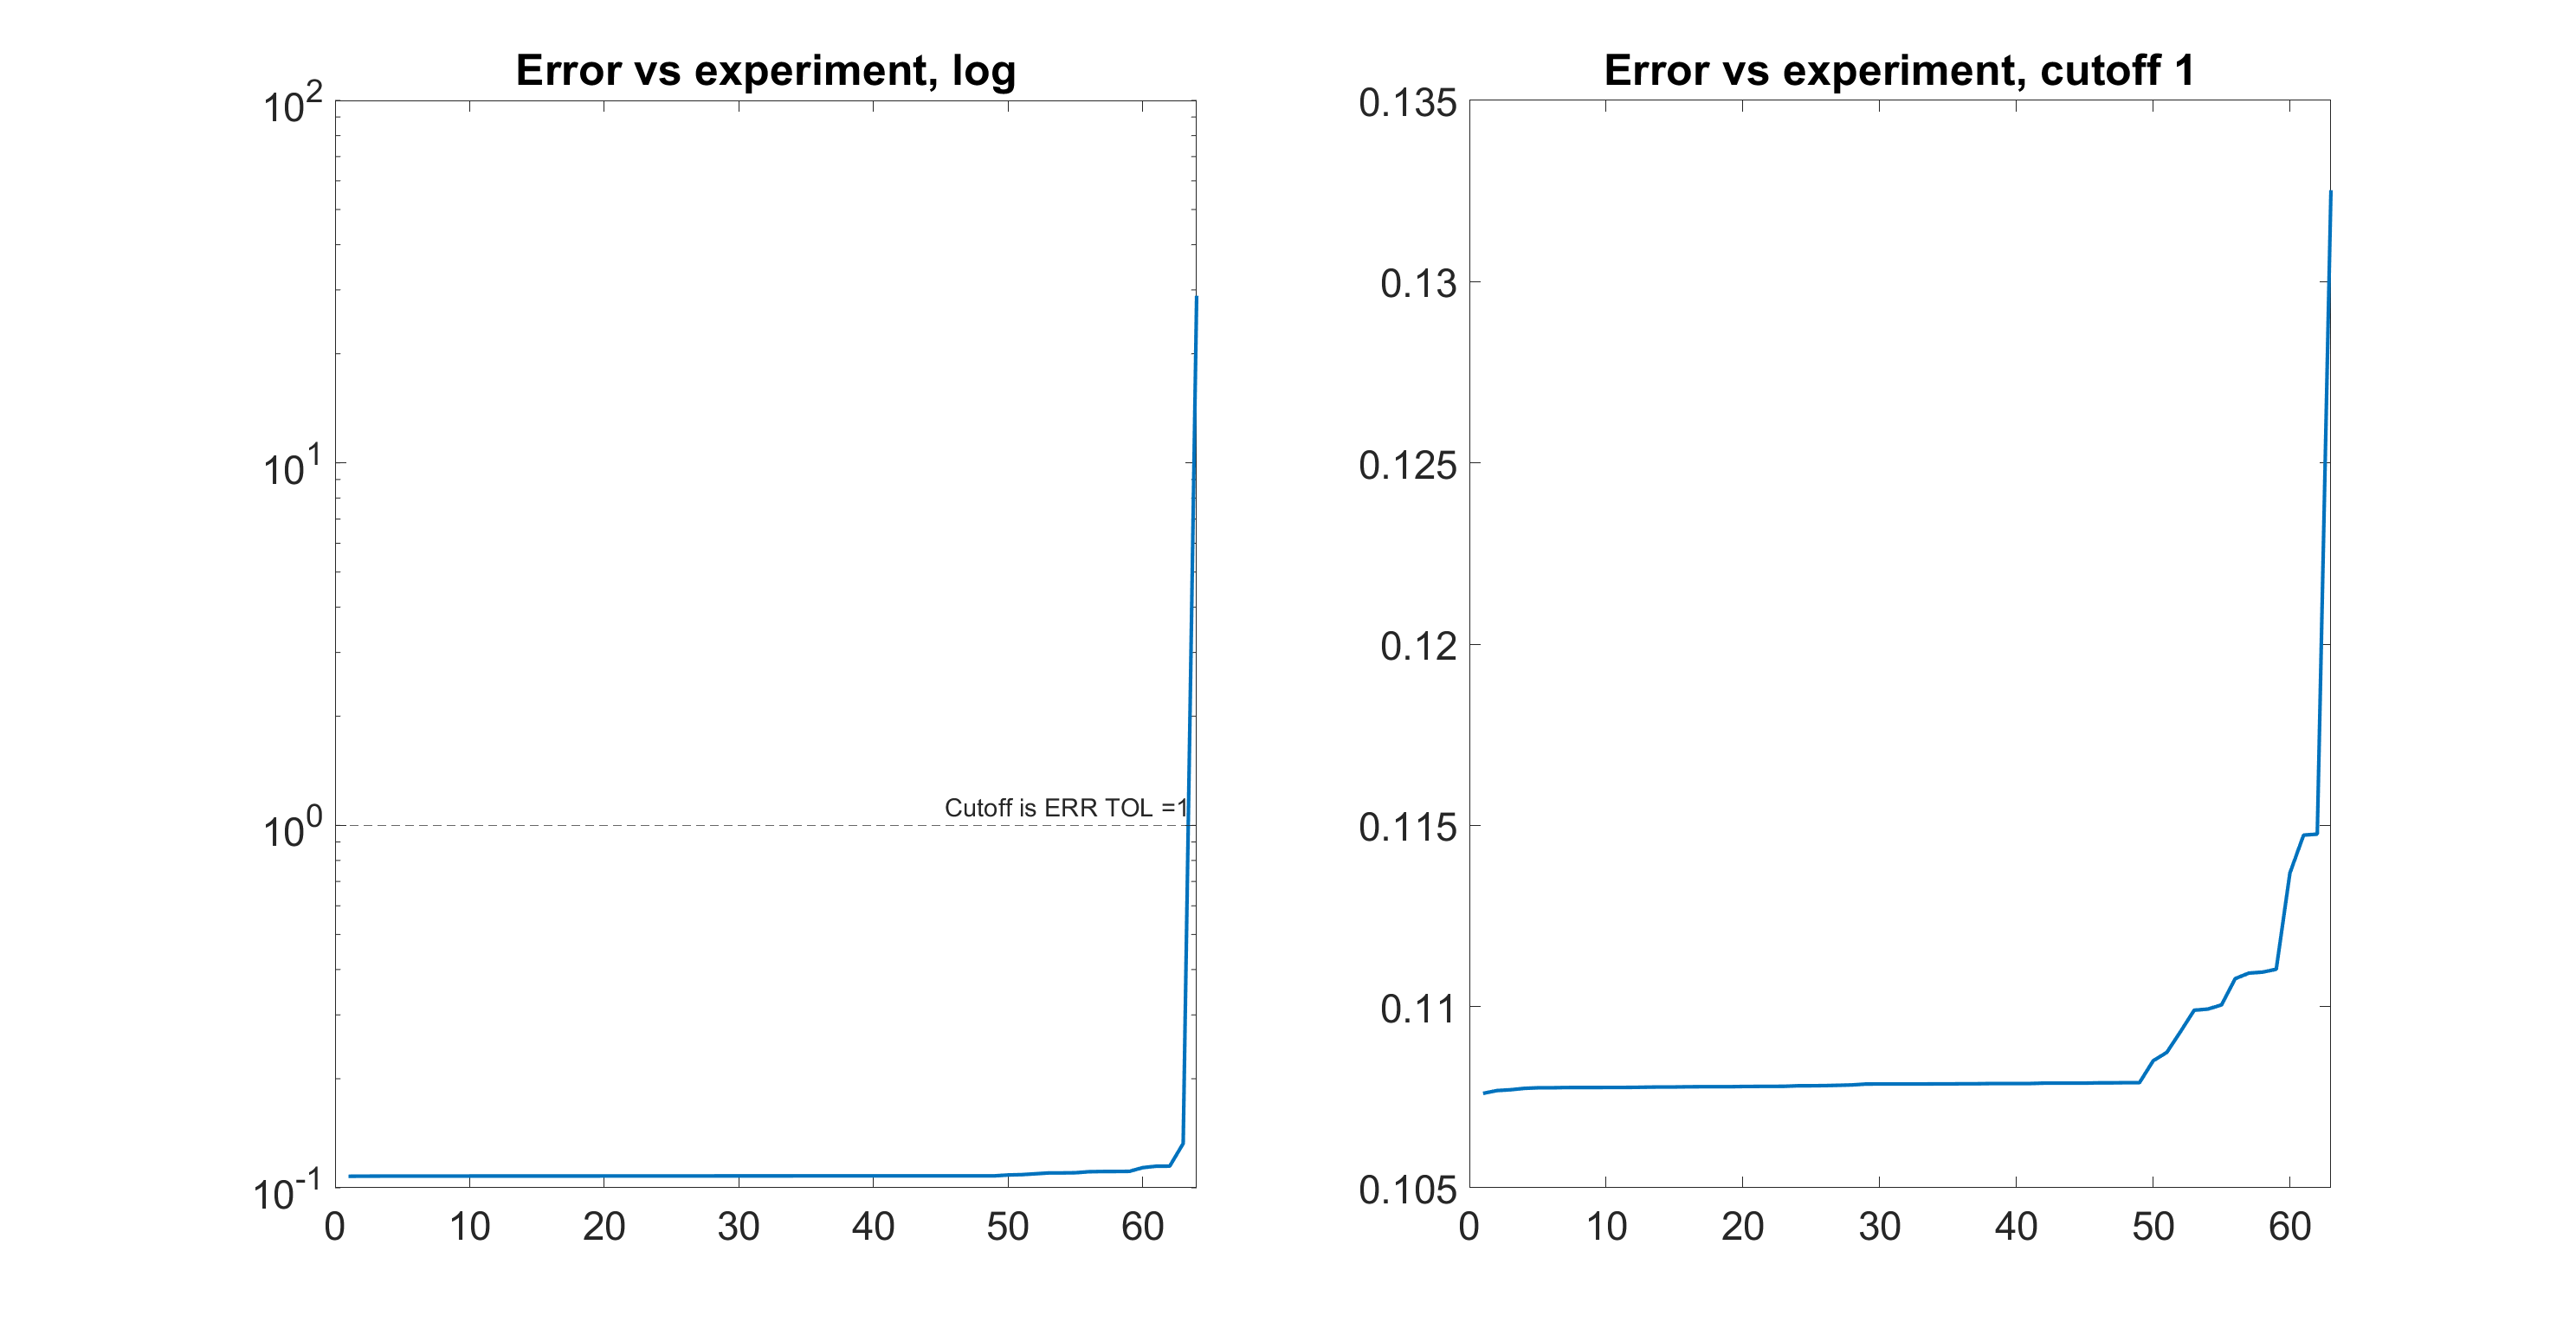 Error vs experiment, log
10^2
10^1
Cutoff is ERR TOL =1
10^0
10^-1
0 10 20 30 40 50 60
Error vs experiment, cutoff 1
0.135
0.13
0.125
0.12
0.115
0.11
0.105
0 10 20 30 40 50 60